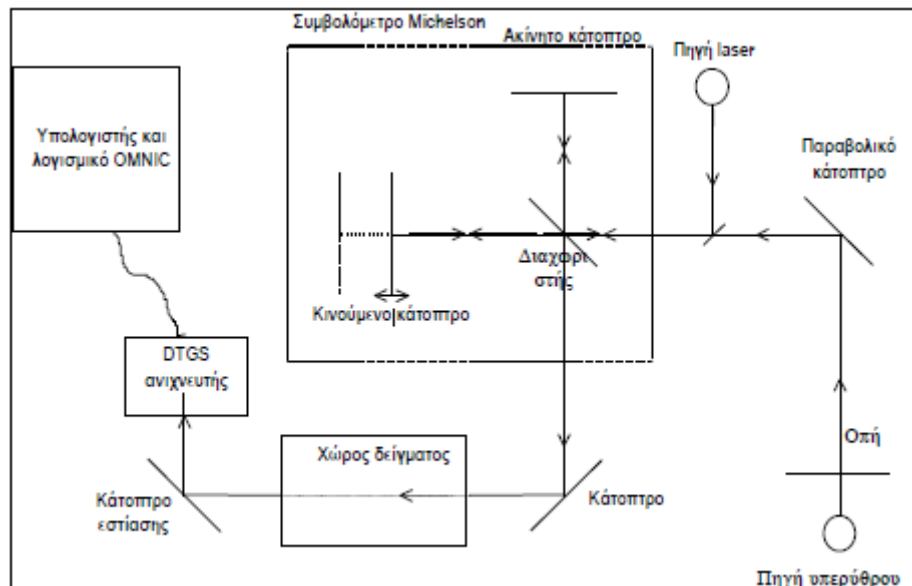 Συμβολόμετρο Michelson
Ακίνητο κάτοπτρο
Πηγή laser
Υπολογιστής και
λογισμικό OMNIC
Παραβολικό
κάτοπτρο
Διαχωρι
στής
Κινούμενο κάτοπτρο
DTGS
ανιχνευτής
Οπή
Χώρος δείγματος
Κάτοπτρο
εστίασης
Κάτοπτρο
Πηγή υπερύθρου